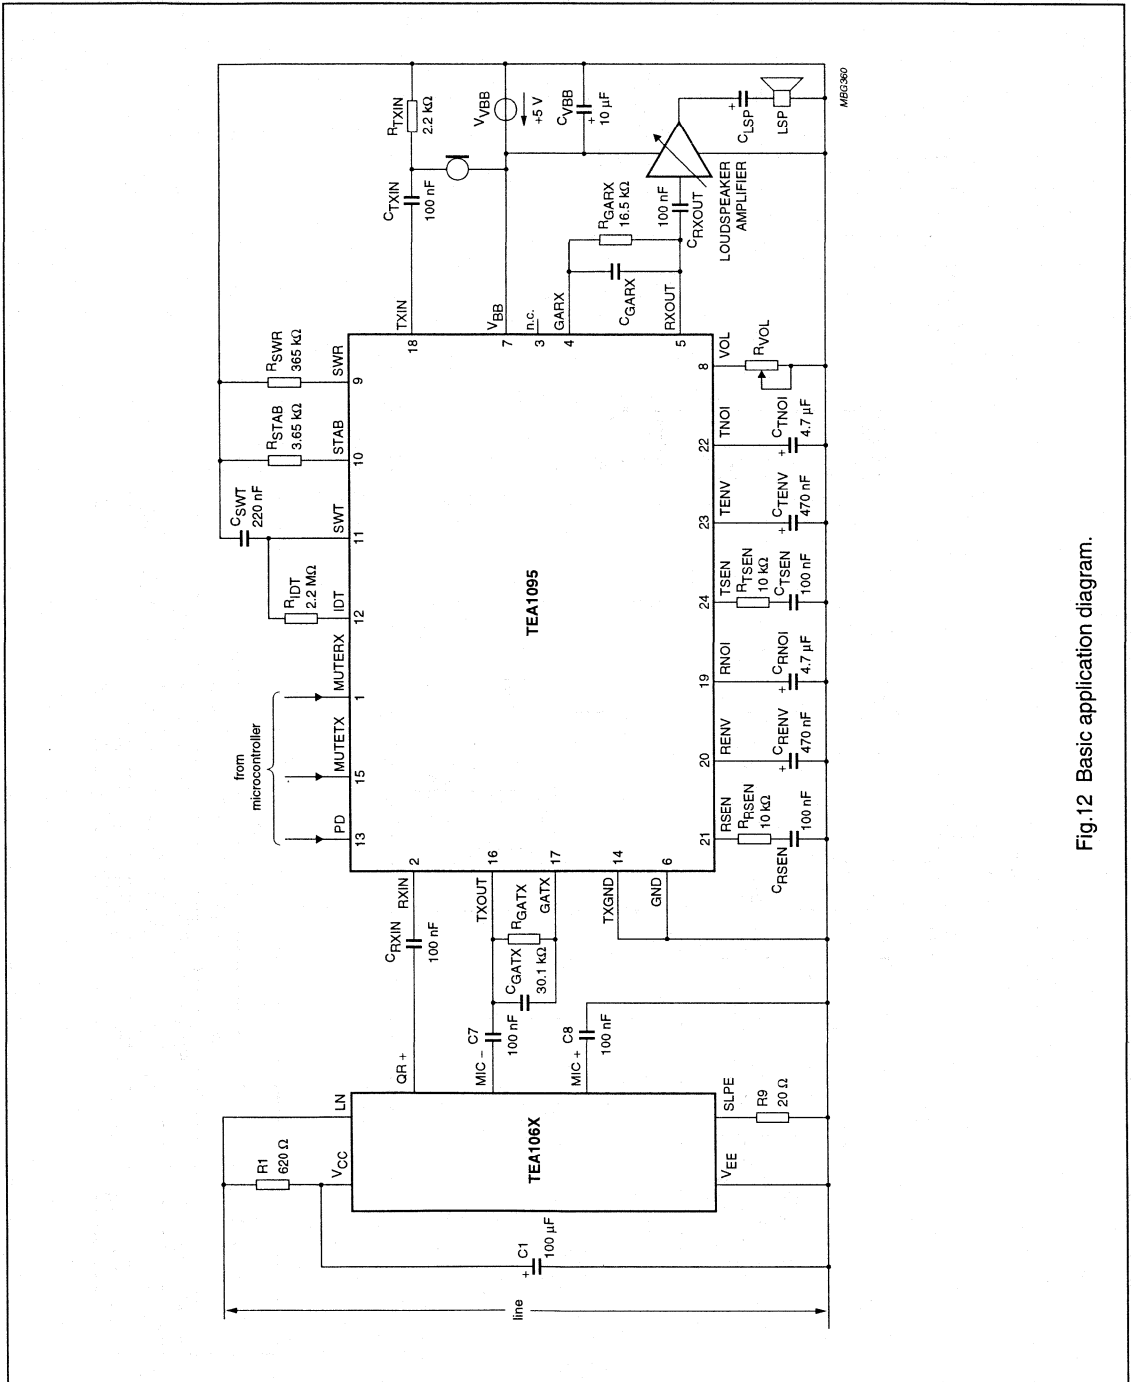 from
microcontroller
PD
MUTETX
MUTERX
RIDT
2.2 MΩ
IDT
CSWT
220 nF
SWT
RSTAB
3.65 kΩ
STAB
RSWR
365 kΩ
SWR
13
15
1
12
11
10
9
line
C1
100 μF
R1
620 Ω
VCC
LN
TEA106X
VEE
SLPE
R9
20 Ω
QR +
MIC −
C7
100 nF
MIC +
C8
100 nF
CRXIN
100 nF
RXIN
2
TXOUT
16
CGATX
RGATX
30.1 kΩ
GATX
17
TXGND
14
GND
6
TEA1095
TXIN
18
CTXIN
100 nF
RTXIN
2.2 kΩ
VBB
7
VVBB
+5 V
n.c.
3
GARX
4
CVBB
+
10 μF
CGARX
RGARX
16.5 kΩ
RXOUT
5
100 nF
CRXOUT
LOUDSPEAKER
AMPLIFIER
+
CLSP
LSP
MBG360
21
RSEN
RRSEN
10 kΩ
CRSEN
100 nF
20
RENV
+
CRENV
470 nF
19
RNOI
+
CRNOI
4.7 μF
24
TSEN
RTSEN
10 kΩ
CTSEN
100 nF
23
TENV
+
CTENV
470 nF
22
TNOI
+
CTNOI
4.7 μF
8
VOL
RVOL
Fig.12 Basic application diagram.